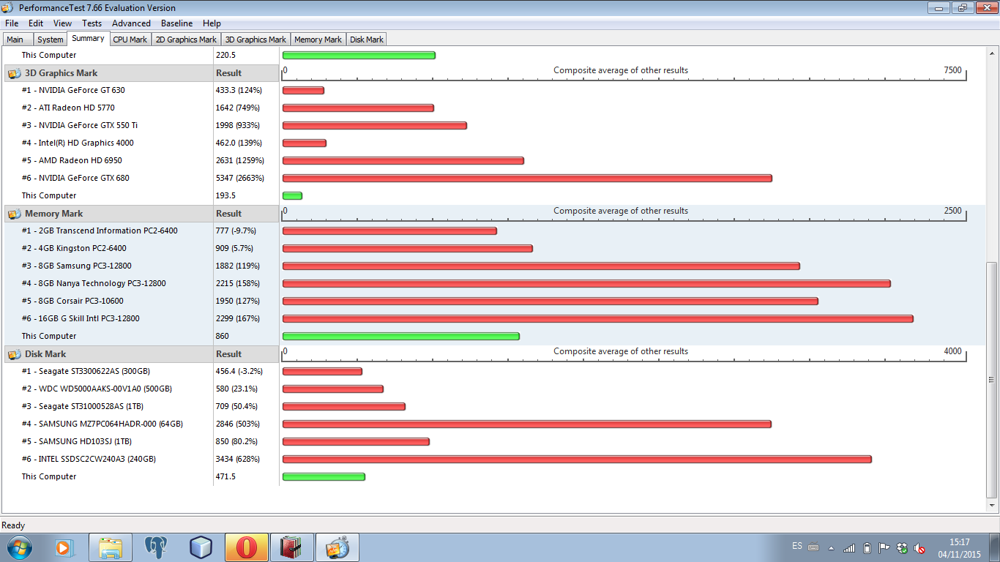 PerformanceTest 7.66 Evaluation Version
File Edit View Tests Advanced Baseline Help
Main System Summary CPU Mark 2D Graphics Mark 3D Graphics Mark Memory Mark Disk Mark
This Computer 220.5
3D Graphics Mark Result 0 Composite average of other results 7500
#1 - NVIDIA GeForce GT 630 433.3 (124%)
#2 - ATI Radeon HD 5770 1642 (749%)
#3 - NVIDIA GeForce GTX 550 Ti 1998 (933%)
#4 - Intel(R) HD Graphics 4000 462.0 (139%)
#5 - AMD Radeon HD 6950 2631 (1259%)
#6 - NVIDIA GeForce GTX 680 5347 (2663%)
This Computer 193.5
Memory Mark Result 0 Composite average of other results 2500
#1 - 2GB Transcend Information PC2-6400 777 (-9.7%)
#2 - 4GB Kingston PC2-6400 909 (5.7%)
#3 - 8GB Samsung PC3-12800 1882 (119%)
#4 - 8GB Nanya Technology PC3-12800 2215 (158%)
#5 - 8GB Corsair PC3-10600 1950 (127%)
#6 - 16GB G Skill Intl PC3-12800 2299 (167%)
This Computer 860
Disk Mark Result 0 Composite average of other results 4000
#1 - Seagate ST3300622AS (300GB) 456.4 (-3.2%)
#2 - WDC WD5000AAKS-00V1A0 (500GB) 580 (23.1%)
#3 - Seagate ST31000528AS (1TB) 709 (50.4%)
#4 - SAMSUNG MZ7PC064HADR-000 (64GB) 2846 (503%)
#5 - SAMSUNG HD103SJ (1TB) 850 (80.2%)
#6 - INTEL SSDSC2CW240A3 (240GB) 3434 (628%)
This Computer 471.5
Ready
ES 15:17
04/11/2015